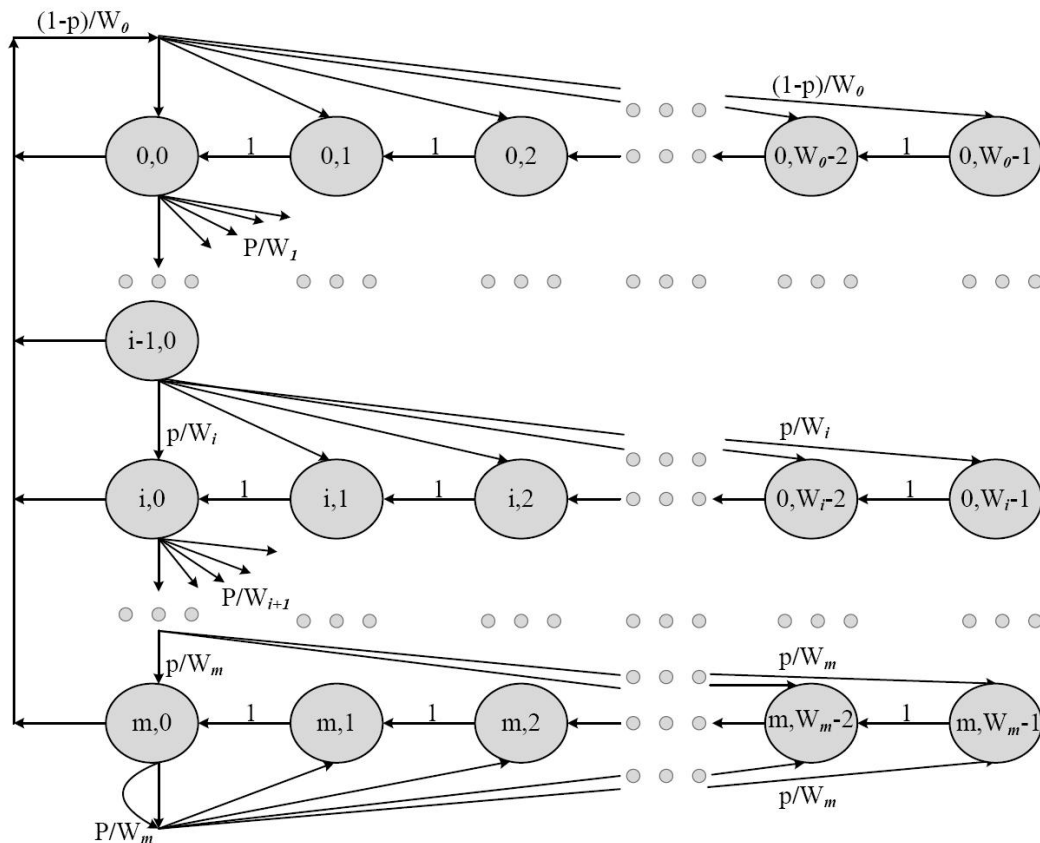 (1-p)/W0
(1-p)/W0
0,0 1 0,1 1 0,2 0,W0-2 1 0,W0-1
P/W1
i-1,0
p/Wi p/Wi
i,0 1 i,1 1 i,2 0,Wi-2 1 0,Wi-1
P/Wi+1
p/Wm p/Wm
m,0 1 m,1 1 m,2 m,Wm-2 1 m,Wm-1
p/Wm
P/Wm